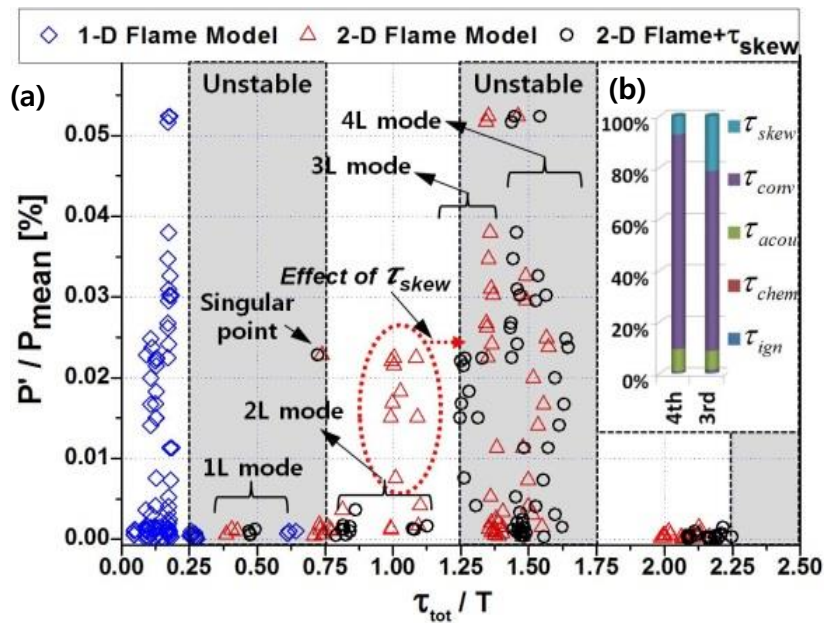 1-D Flame Model 2-D Flame Model 2-D Flame+τskew
(a) Unstable Unstable (b)
4L mode
3L mode
Effect of τskew
Singular point
2L mode
1L mode
P' / Pmean [%]
0.05
0.04
0.03
0.02
0.01
0.00
0.00 0.25 0.50 0.75 1.00 1.25 1.50 1.75 2.00 2.25 2.50
τtot / T
100%
80%
60%
40%
20%
0%
4th 3rd
τskew
τconv
τacou
τchem
τign